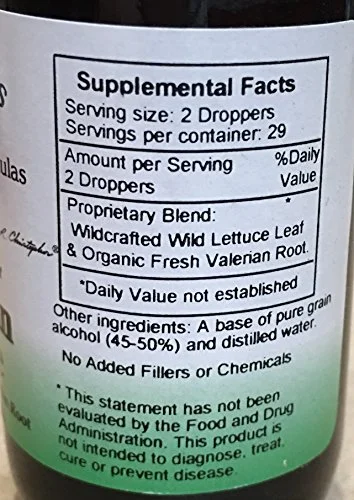 Supplemental Facts
Serving size: 2 Droppers
Servings per container: 29
Amount per Serving %Daily
2 Droppers Value
Proprietary Blend: *
Wildcrafted Wild Lettuce Leaf
& Organic Fresh Valerian Root.
*Daily Value not established
Other ingredients: A base of pure grain
alcohol (45-50%) and distilled water.
No Added Fillers or Chemicals
* This statement has not been
evaluated by the Food and Drug
Administration. This product is
not intended to diagnose, treat,
cure or prevent disease.
ulas
Christopher®
Root